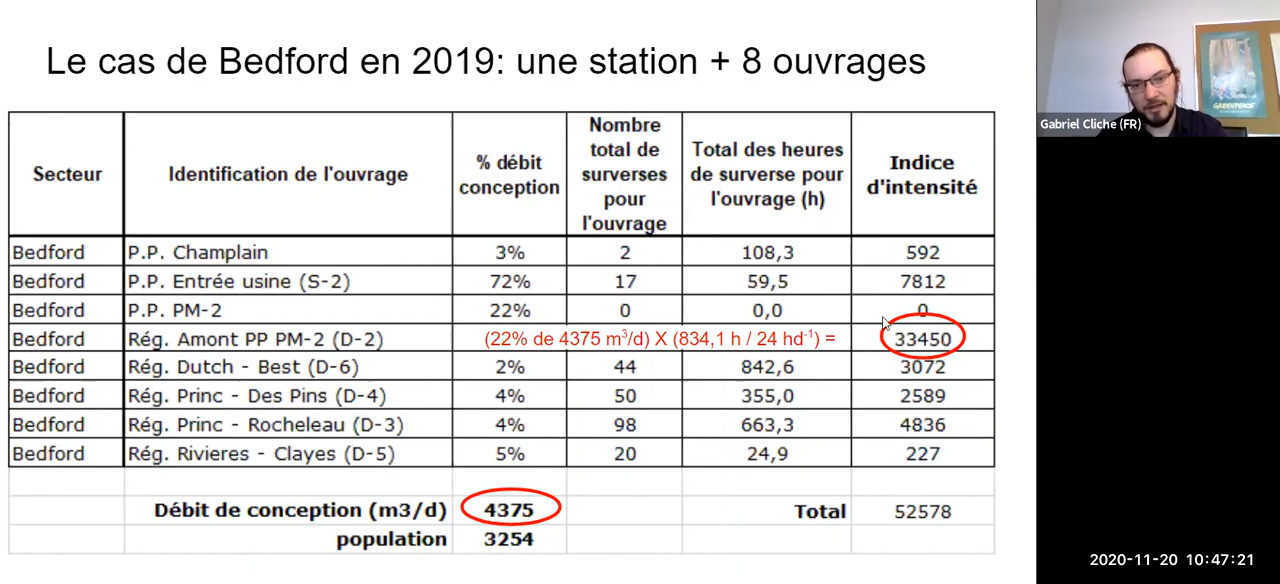 Le cas de Bedford en 2019: une station + 8 ouvrages
GREENPEACE
Gabriel Cliche (FR)
Secteur Identification de l'ouvrage % débit conception Nombre total de surverses pour l'ouvrage Total des heures de surverse pour l'ouvrage (h) Indice d'intensité
Bedford P.P. Champlain 3% 2 108,3 592
Bedford P.P. Entrée usine (S-2) 72% 17 59,5 7812
Bedford P.P. PM-2 22% 0 0,0 0
Bedford Rég. Amont PP PM-2 (D-2) (22% de 4375 m³/d) X (834,1 h / 24 hd⁻¹) = 33450
Bedford Rég. Dutch - Best (D-6) 2% 44 842,6 3072
Bedford Rég. Princ - Des Pins (D-4) 4% 50 355,0 2589
Bedford Rég. Princ - Rocheleau (D-3) 4% 98 663,3 4836
Bedford Rég. Rivieres - Clayes (D-5) 5% 20 24,9 227
Débit de conception (m3/d) 4375 Total 52578
population 3254
2020-11-20 10:47:21